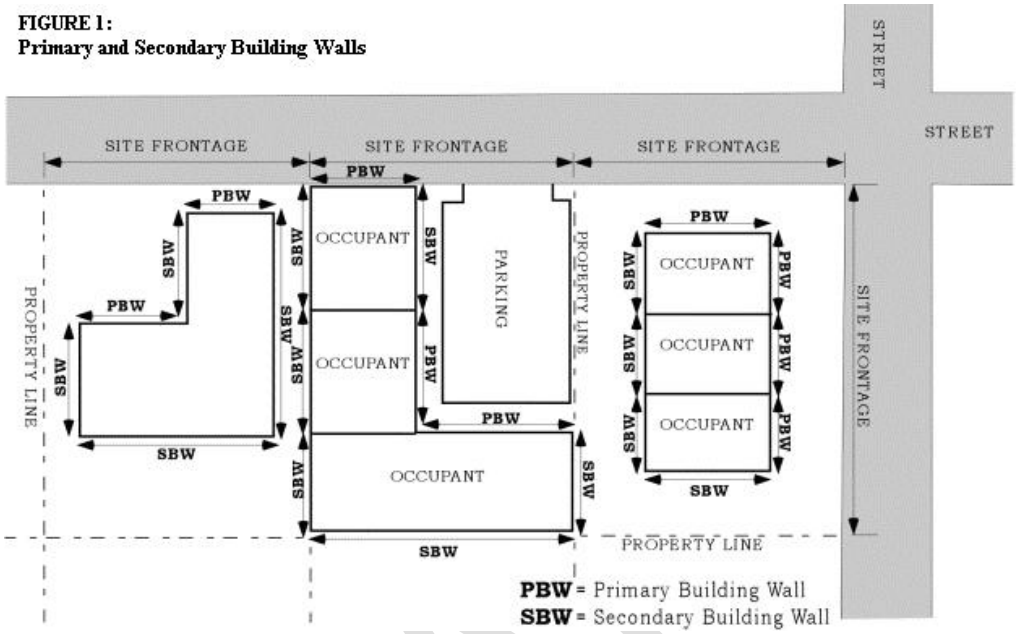 FIGURE 1:
Primary and Secondary Building Walls
STREET
STREET
SITE FRONTAGE
SITE FRONTAGE
SITE FRONTAGE
PBW
PBW
PBW
SBW
SBW
OCCUPANT
SBW
PARKING
PROPERTY LINE
SBW
OCCUPANT
PBW
PROPERTY LINE
PBW
SBW
SBW
SBW
SBW
OCCUPANT
PBW
PBW
SBW
OCCUPANT
SBW
SBW
OCCUPANT
PBW
SBW
OCCUPANT
PBW
SBW
OCCUPANT
PBW
SBW
SITE FRONTAGE
PROPERTY LINE
PBW = Primary Building Wall
SBW = Secondary Building Wall